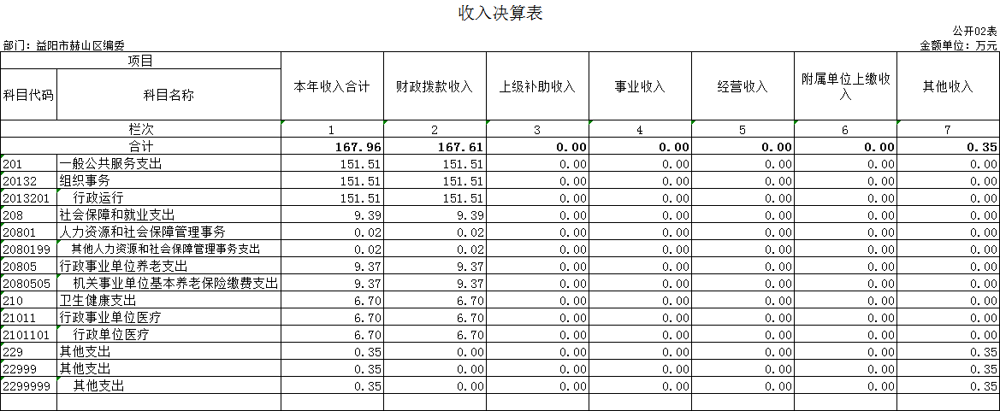 收入决算表
公开02表
部门：益阳市赫山区编委 金额单位：万元
项目 本年收入合计 财政拨款收入 上级补助收入 事业收入 经营收入 附属单位上缴收入 其他收入
科目代码 科目名称
栏次 1 2 3 4 5 6 7
合计 167.96 167.61 0.00 0.00 0.00 0.00 0.35
201 一般公共服务支出 151.51 151.51 0.00 0.00 0.00 0.00 0.00
20132 组织事务 151.51 151.51 0.00 0.00 0.00 0.00 0.00
2013201 行政运行 151.51 151.51 0.00 0.00 0.00 0.00 0.00
208 社会保障和就业支出 9.39 9.39 0.00 0.00 0.00 0.00 0.00
20801 人力资源和社会保障管理事务 0.02 0.02 0.00 0.00 0.00 0.00 0.00
2080199 其他人力资源和社会保障管理事务支出 0.02 0.02 0.00 0.00 0.00 0.00 0.00
20805 行政事业单位养老支出 9.37 9.37 0.00 0.00 0.00 0.00 0.00
2080505 机关事业单位基本养老保险缴费支出 9.37 9.37 0.00 0.00 0.00 0.00 0.00
210 卫生健康支出 6.70 6.70 0.00 0.00 0.00 0.00 0.00
21011 行政事业单位医疗 6.70 6.70 0.00 0.00 0.00 0.00 0.00
2101101 行政单位医疗 6.70 6.70 0.00 0.00 0.00 0.00 0.00
229 其他支出 0.35 0.00 0.00 0.00 0.00 0.00 0.35
22999 其他支出 0.35 0.00 0.00 0.00 0.00 0.00 0.35
2299999 其他支出 0.35 0.00 0.00 0.00 0.00 0.00 0.35